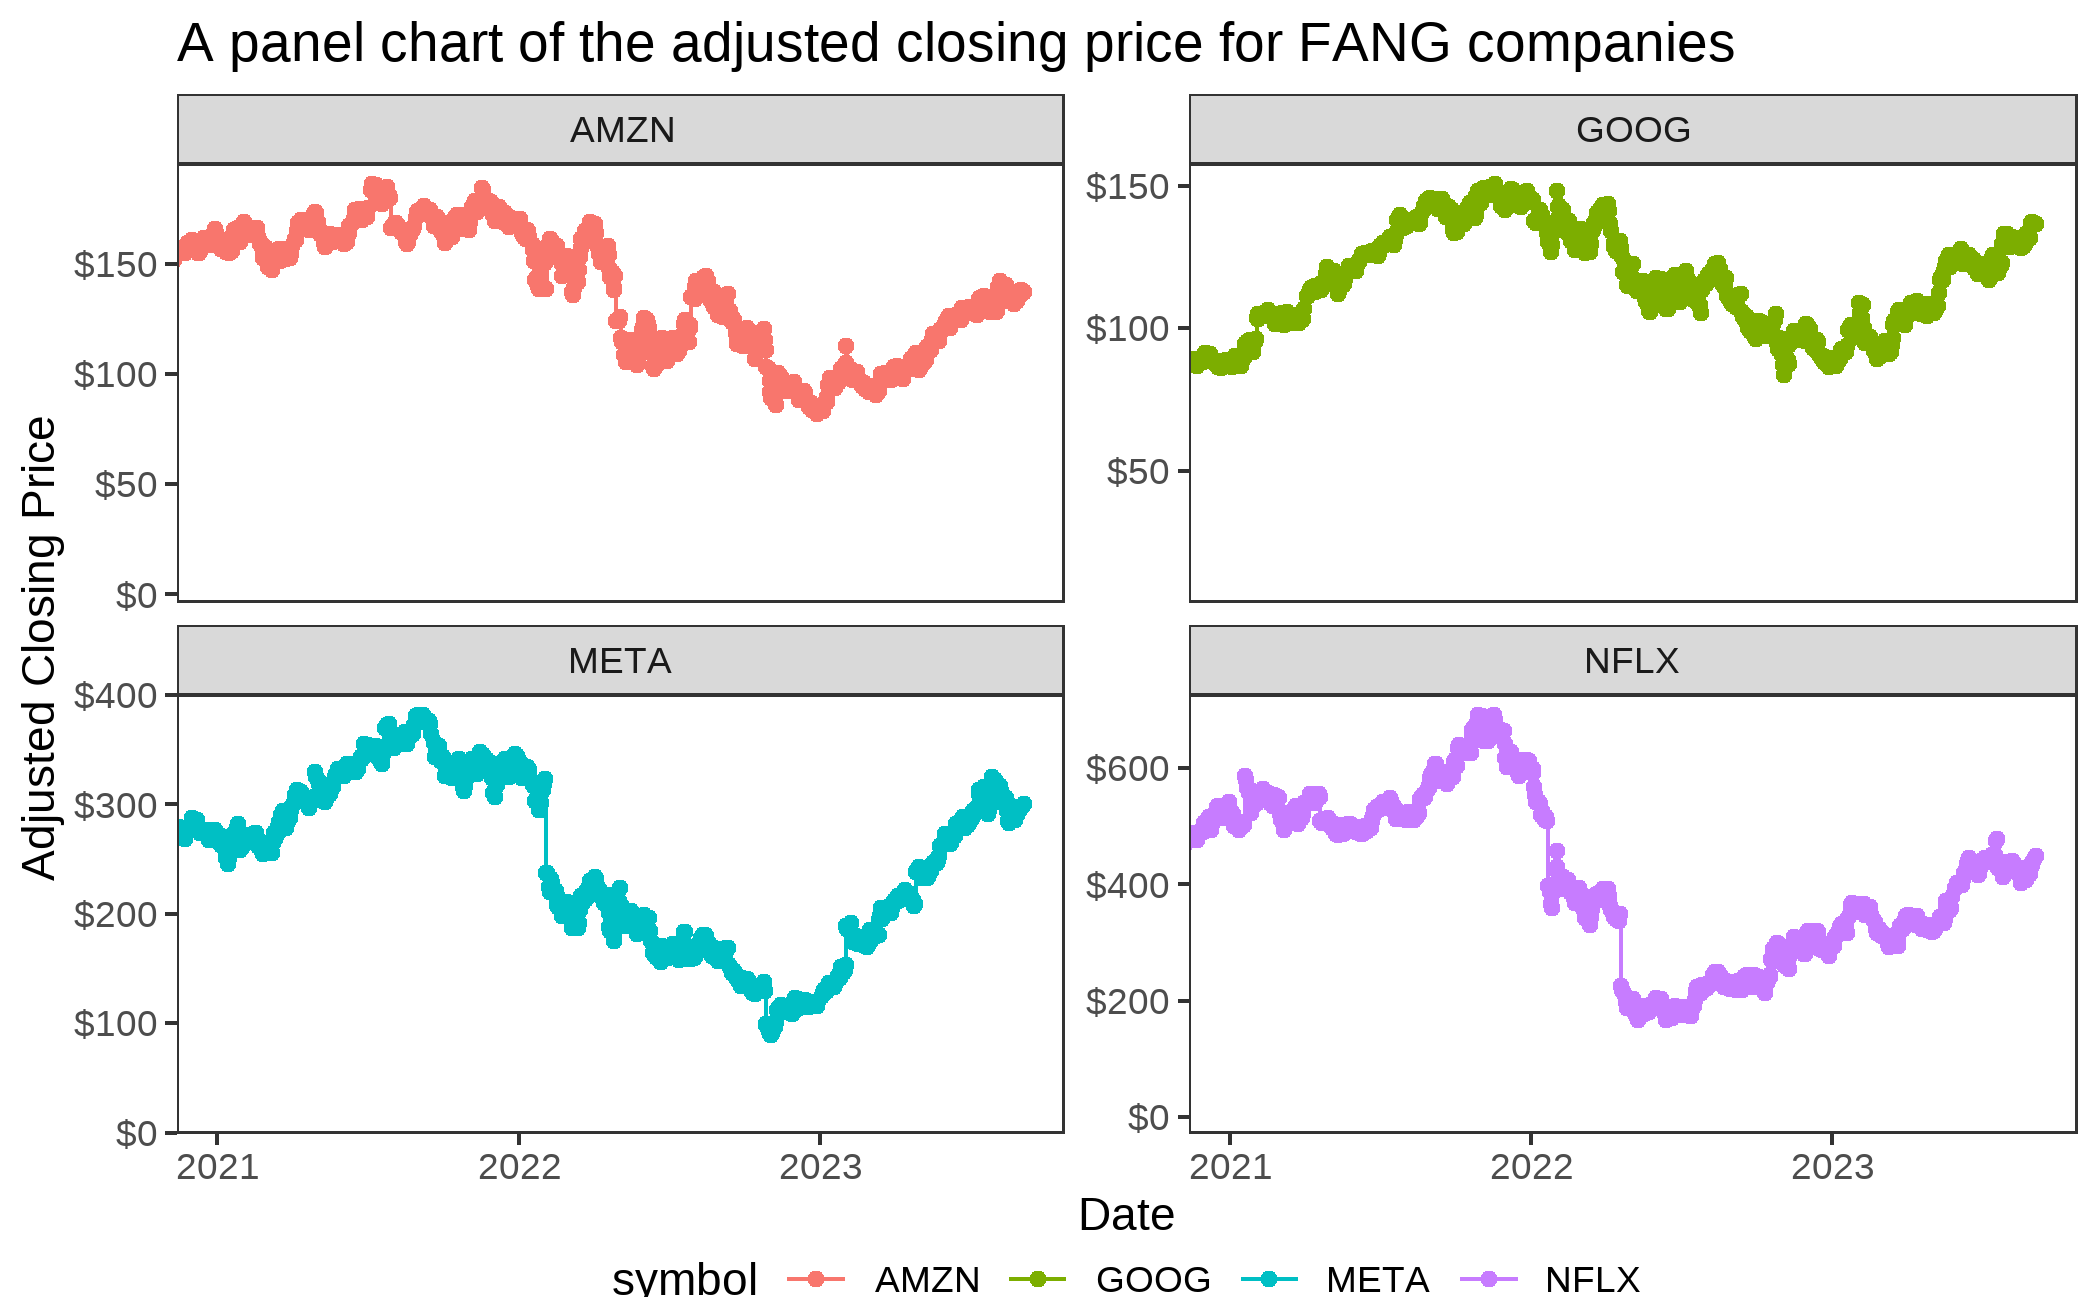 A panel chart of the adjusted closing price for FANG companies
AMZN
GOOG
$150
$100
$50
$0
$150
$100
$50
Adjusted Closing Price
META
NFLX
$400
$300
$200
$100
$0
$600
$400
$200
$0
2021 2022 2023
2021 2022 2023
Date
symbol AMZN GOOG META NFLX